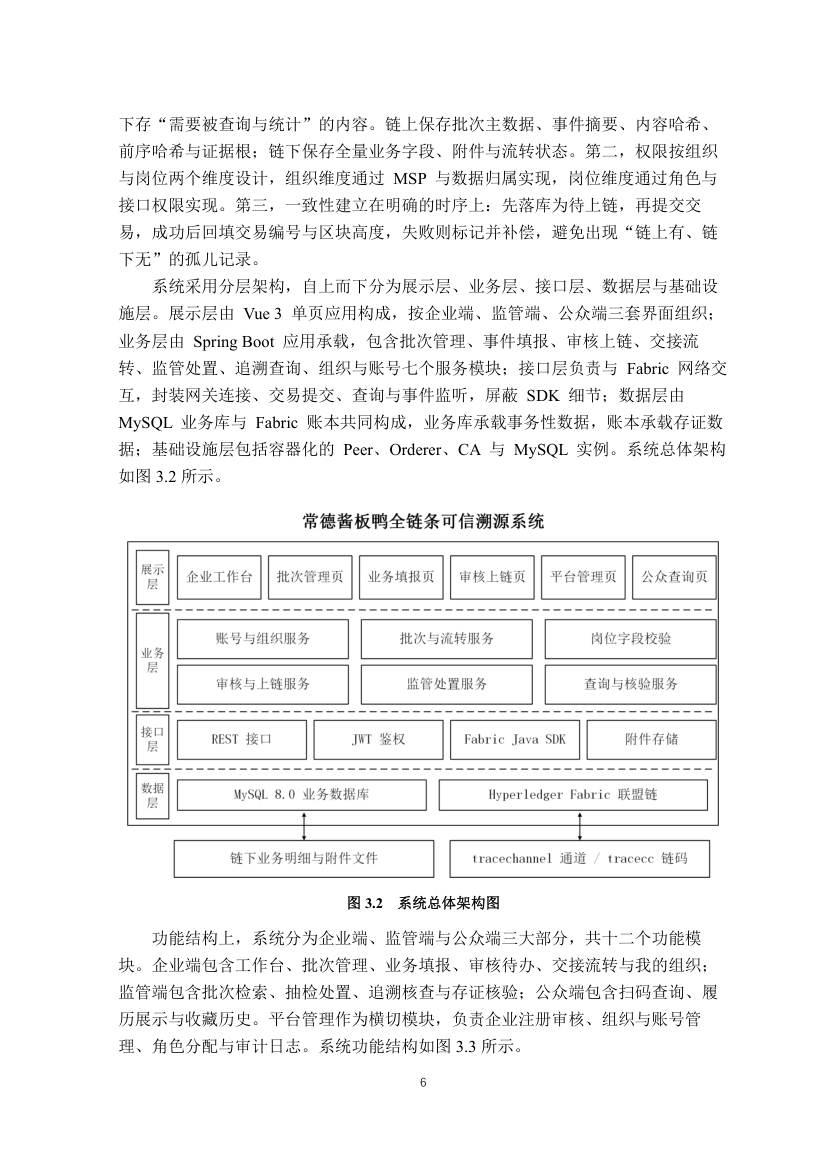 下存“需要被查询与统计”的内容。链上保存批次主数据、事件摘要、内容哈希、
前序哈希与证据根；链下保存全量业务字段、附件与流转状态。第二，权限按组织
与岗位两个维度设计，组织维度通过 MSP 与数据归属实现，岗位维度通过角色与
接口权限实现。第三，一致性建立在明确的时序上：先落库为待上链，再提交交
易，成功后回填交易编号与区块高度，失败则标记并补偿，避免出现“链上有、链
下无”的孤儿记录。
系统采用分层架构，自上而下分为展示层、业务层、接口层、数据层与基础设
施层。展示层由 Vue 3 单页应用构成，按企业端、监管端、公众端三套界面组织；
业务层由 Spring Boot 应用承载，包含批次管理、事件填报、审核上链、交接流
转、监管处置、追溯查询、组织与账号七个服务模块；接口层负责与 Fabric 网络交
互，封装网关连接、交易提交、查询与事件监听，屏蔽 SDK 细节；数据层由
MySQL 业务库与 Fabric 账本共同构成，业务库承载事务性数据，账本承载存证数
据；基础设施层包括容器化的 Peer、Orderer、CA 与 MySQL 实例。系统总体架构
如图 3.2 所示。
常德酱板鸭全链条可信溯源系统
展示
层
企业工作台 批次管理页 业务填报页 审核上链页 平台管理页 公众查询页
业务
层
账号与组织服务 批次与流转服务 岗位字段校验
审核与上链服务 监管处置服务 查询与核验服务
接口
层
REST 接口 JWT 鉴权 Fabric Java SDK 附件存储
数据
层
MySQL 8.0 业务数据库 Hyperledger Fabric 联盟链
链下业务明细与附件文件 tracechannel 通道 / tracecc 链码
图 3.2 系统总体架构图
功能结构上，系统分为企业端、监管端与公众端三大部分，共十二个功能模
块。企业端包含工作台、批次管理、业务填报、审核待办、交接流转与我的组织；
监管端包含批次检索、抽检处置、追溯核查与存证核验；公众端包含扫码查询、履
历展示与收藏历史。平台管理作为横切模块，负责企业注册审核、组织与账号管
理、角色分配与审计日志。系统功能结构如图 3.3 所示。
6